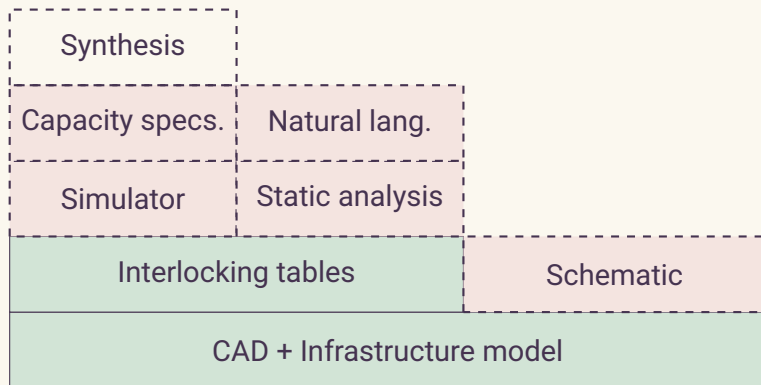 Synthesis
Capacity specs.
Natural lang.
Simulator
Static analysis
Interlocking tables
Schematic
CAD + Infrastructure model